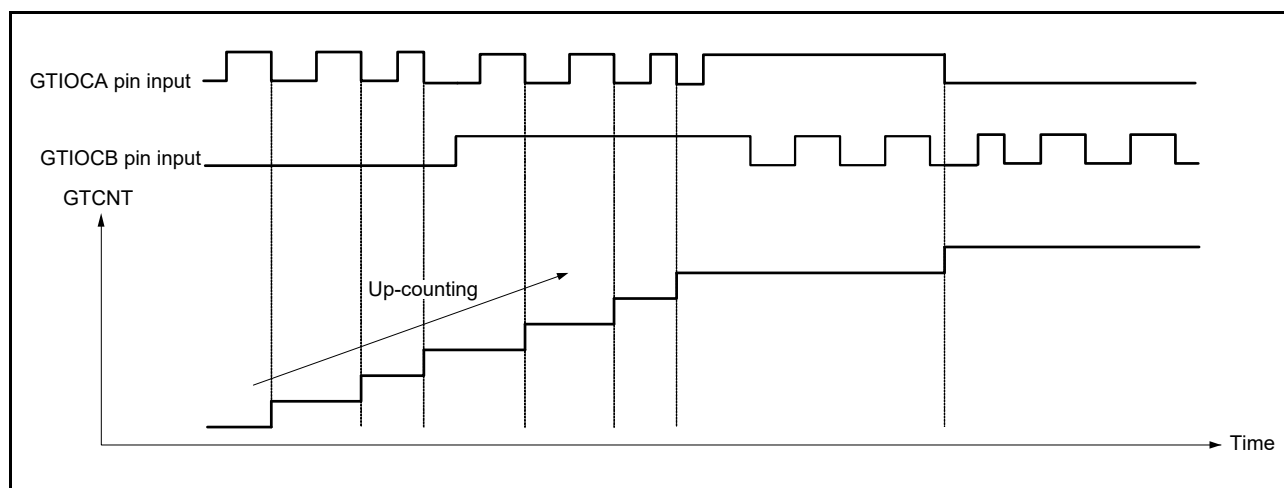 GTIOCA pin input
GTIOCB pin input
GTCNT
Up-counting
Time